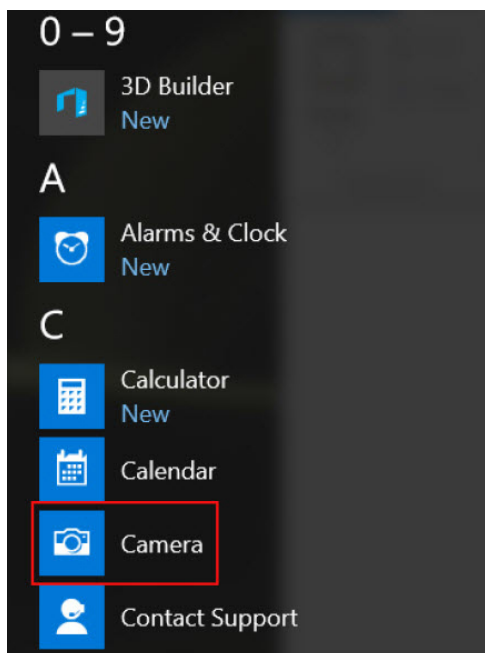 0 – 9
3D Builder
New
A
Alarms & Clock
New
C
Calculator
New
Calendar
Camera
Contact Support